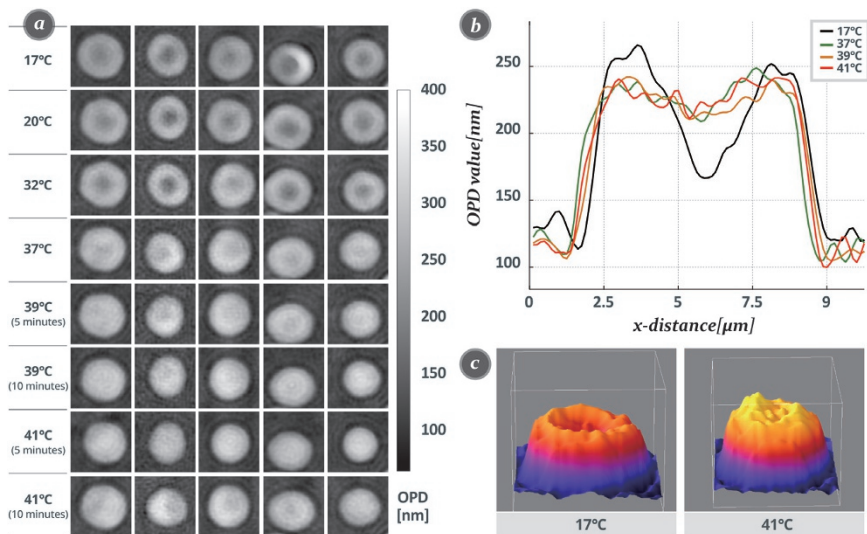 a
17ºC
20ºC
32ºC
37ºC
39ºC
(5 minutes)
39ºC
(10 minutes)
41ºC
(5 minutes)
41ºC
(10 minutes)
400
350
300
250
200
150
100
OPD
[nm]
b
OPD value[nm]
250
200
150
100
0
2.5
5
7.5
9
x-distance[µm]
17ºC
37ºC
39ºC
41ºC
c
17ºC
41ºC